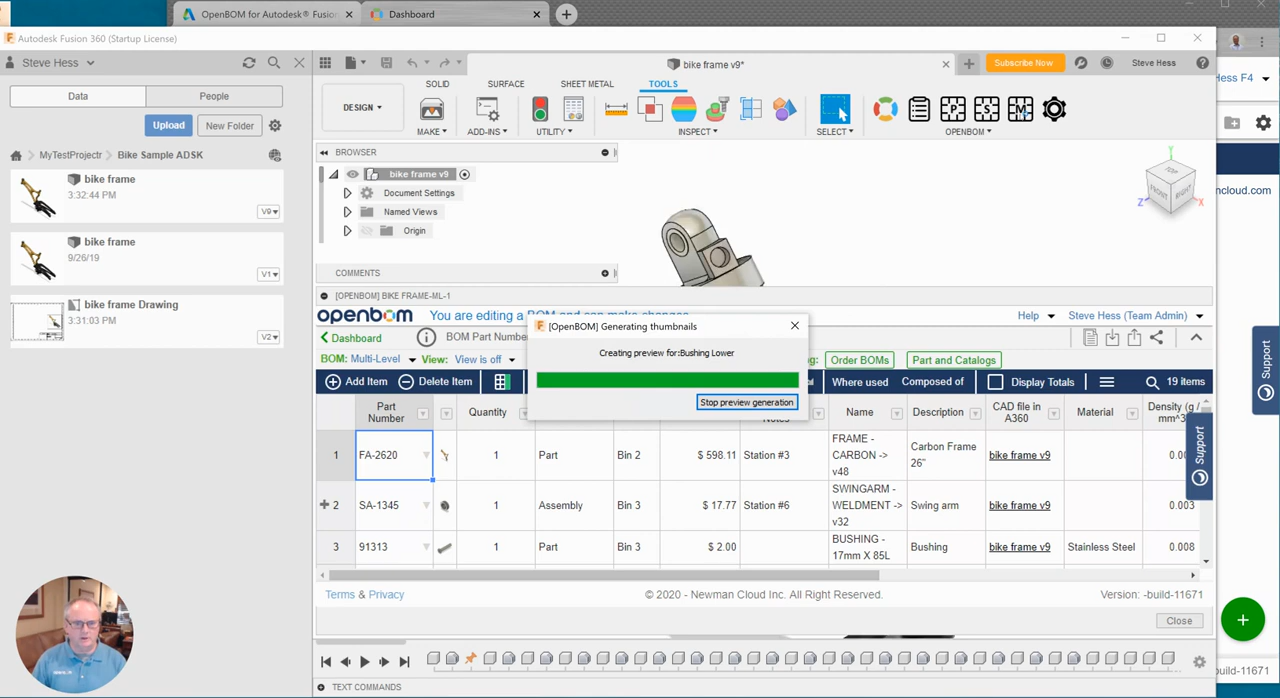 OpenBOM for Autodesk® Fusion
Dashboard
Autodesk Fusion 360 (Startup License)
Steve Hess
bike frame v9*
Subscribe Now
Steve Hess
Hess F4
Data
People
DESIGN
SOLID
SURFACE
SHEET METAL
TOOLS
MAKE
ADD-INS
UTILITY
INSPECT
SELECT
OPENBOM
Upload
New Folder
MyTestProjectr
Bike Sample ADSK
BROWSER
bike frame v9
Document Settings
Named Views
Origin
TOP
FRONT
RIGHT
Y
Z
X
ncloud.com
bike frame
3:32:44 PM
V9
bike frame
9/26/19
V1
bike frame Drawing
3:31:03 PM
V2
COMMENTS
[OPENBOM] BIKE FRAME-ML-1
openbom
You are editing a BOM and can make changes
Help
Steve Hess (Team Admin)
Dashboard
BOM Part Number
BOM: Multi-Level
View: View is off
Order BOMs
Part and Catalogs
Add Item
Delete Item
Where used
Composed of
Display Totals
19 items
[OpenBOM] Generating thumbnails
Creating preview for:Bushing Lower
Stop preview generation
Support
Support
Part Number
Quantity
Notes
Name
Description
CAD file in A360
Material
Density (g / mm^3
1
FA-2620
1
Part
Bin 2
$ 598.11
Station #3
FRAME - CARBON -> v48
Carbon Frame 26"
bike frame v9
0.00
2
SA-1345
1
Assembly
Bin 3
$ 17.77
Station #6
SWINGARM - WELDMENT -> v32
Swing arm
bike frame v9
0.003
3
91313
1
Part
Bin 3
$ 2.00
BUSHING - 17mm X 85L
Bushing
bike frame v9
Stainless Steel
0.008
Terms & Privacy
© 2020 - Newman Cloud Inc. All Right Reserved.
Version: -build-11671
Close
TEXT COMMANDS
build-11671